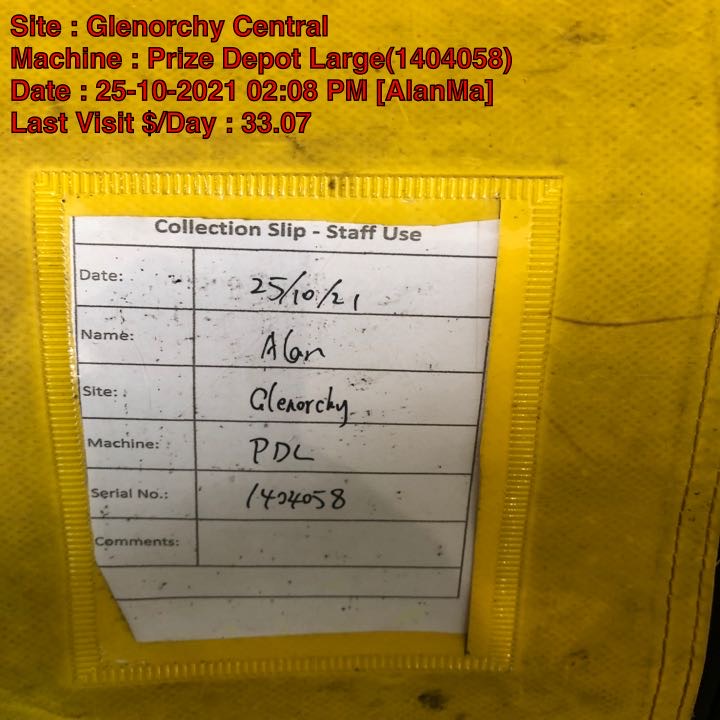 Site : Glenorchy Central
Machine : Prize Depot Large(1404058)
Date : 25-10-2021 02:08 PM [AlanMa]
Last Visit $/Day : 33.07
Collection Slip - Staff Use
Date: 25/10/21
Name: Alan
Site: Glenorchy
Machine: PDL
Serial No.: 1404058
Comments: